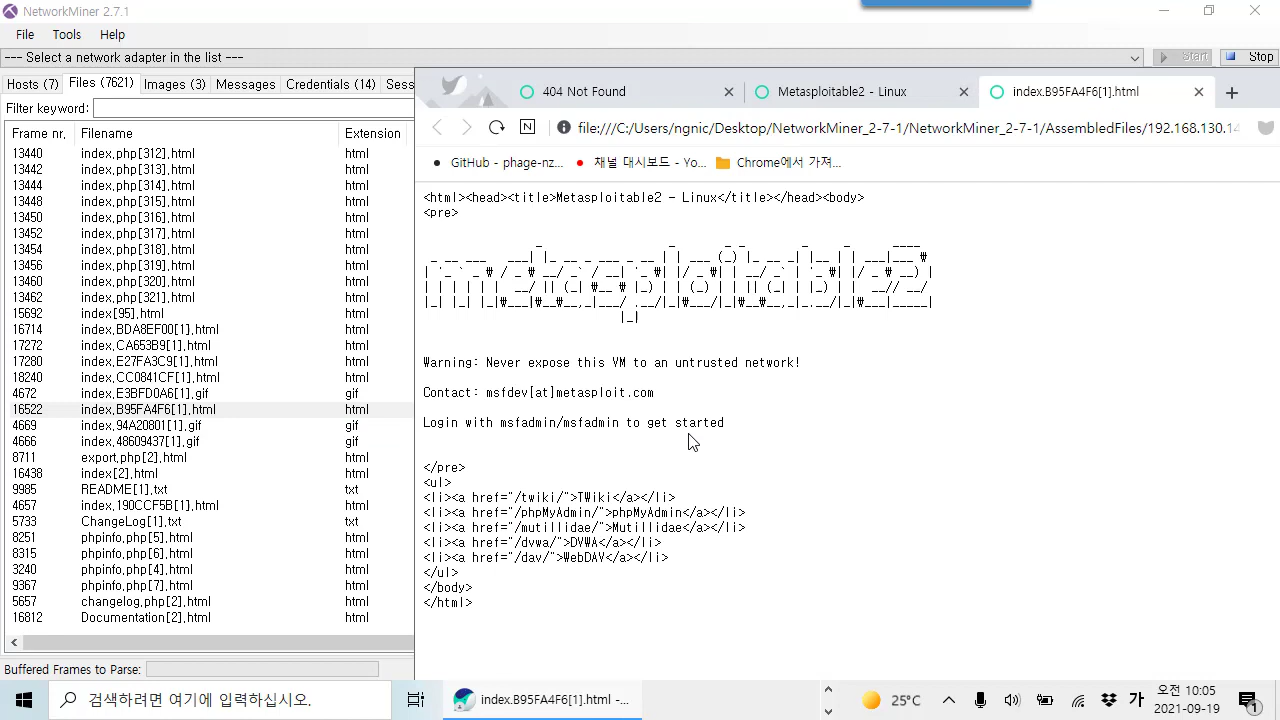 NetworkMiner 2.7.1
File Tools Help
--- Select a network adapter in the list ---
Start Stop
Hosts (7) Files (7621) Images (3) Messages Credentials (14) Sess
Filter keyword:
Frame nr. Filename Extension
13440 index.php[312].html html
13442 index.php[313].html html
13444 index.php[314].html html
13448 index.php[315].html html
13450 index.php[316].html html
13452 index.php[317].html html
13454 index.php[318].html html
13456 index.php[319].html html
13460 index.php[320].html html
13462 index.php[321].html html
15692 index[95].html html
16714 index.BDA8EF00[1].html html
17272 index.CA653B9[1].html html
17280 index.E27FA3C9[1].html html
18240 index.CC0841CF[1].html html
4672 index.E3BFD0A6[1].gif gif
16522 index.B95FA4F6[1].html html
4669 index.94A20801[1].gif gif
4666 index.48609437[1].gif gif
8711 export.php[2].html html
16438 index[2].html html
9985 README[1].txt txt
4657 index.190CCF5B[1].html html
5733 ChangeLog[1].txt txt
8251 phpinfo.php[5].html html
8315 phpinfo.php[6].html html
3240 phpinfo.php[4].html html
9367 phpinfo.php[7].html html
5657 changelog.php[2].html html
16812 Documentation[2].html html
Buffered Frames to Parse:
404 Not Found Metasploitable2 - Linux index.B95FA4F6[1].html
file:///C:/Users/ngnic/Desktop/NetworkMiner_2-7-1/NetworkMiner_2-7-1/AssembledFiles/192.168.130.14
GitHub - phage-nz... 채널 대시보드 - Yo... Chrome에서 가져...
<html><head><title>Metasploitable2 - Linux</title></head><body>
<pre>
metasploitable2
Warning: Never expose this VM to an untrusted network!
Contact: msfdev[at]metasploit.com
Login with msfadmin/msfadmin to get started
</pre>
<ul>
<li><a href="/twiki/">TWiki</a></li>
<li><a href="/phpMyAdmin/">phpMyAdmin</a></li>
<li><a href="/mutillidae/">Mutillidae</a></li>
<li><a href="/dvwa/">DVWA</a></li>
<li><a href="/dav/">WebDAV</a></li>
</ul>
</body>
</html>
검색하려면 여기에 입력하십시오.
index.B95FA4F6[1].html -...
25°C
가
오전 10:05
2021-09-19
1